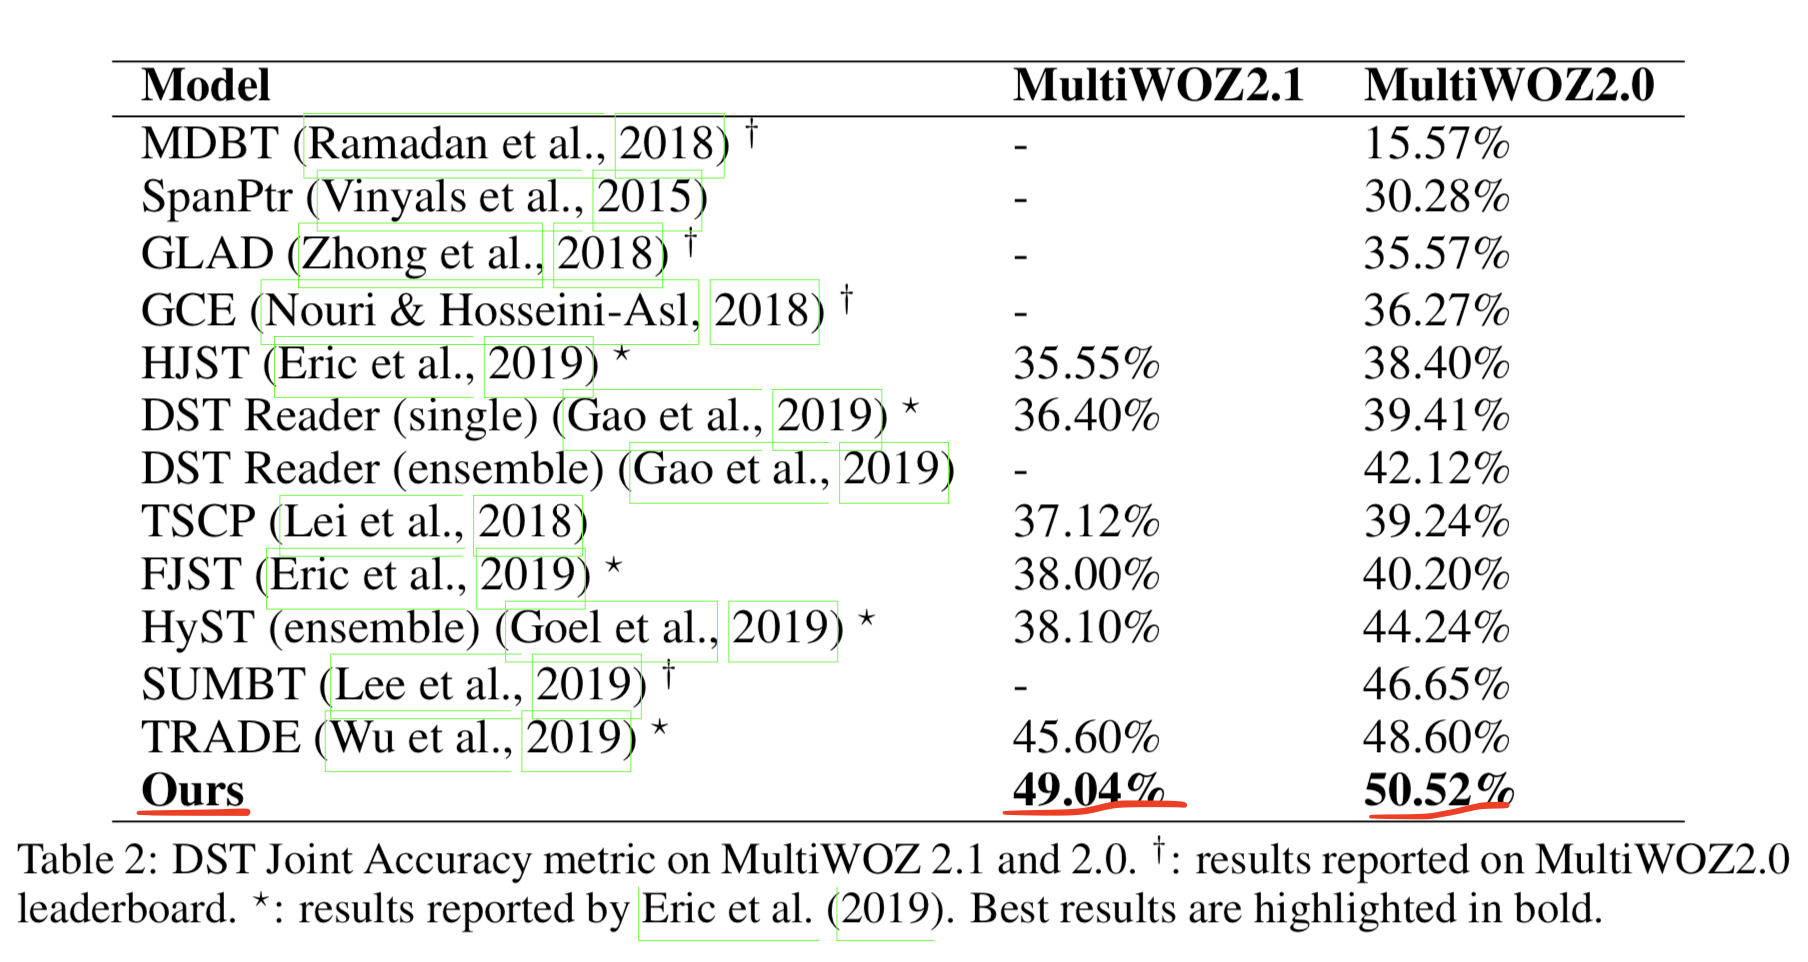 Model MultiWOZ2.1 MultiWOZ2.0
MDBT (Ramadan et al., 2018) † - 15.57%
SpanPtr (Vinyals et al., 2015) - 30.28%
GLAD (Zhong et al., 2018) † - 35.57%
GCE (Nouri & Hosseini-Asl, 2018) † - 36.27%
HJST (Eric et al., 2019) ⋆ 35.55% 38.40%
DST Reader (single) (Gao et al., 2019) ⋆ 36.40% 39.41%
DST Reader (ensemble) (Gao et al., 2019) - 42.12%
TSCP (Lei et al., 2018) 37.12% 39.24%
FJST (Eric et al., 2019) ⋆ 38.00% 40.20%
HyST (ensemble) (Goel et al., 2019) ⋆ 38.10% 44.24%
SUMBT (Lee et al., 2019) † - 46.65%
TRADE (Wu et al., 2019) ⋆ 45.60% 48.60%
Ours 49.04% 50.52%
Table 2: DST Joint Accuracy metric on MultiWOZ 2.1 and 2.0. †: results reported on MultiWOZ2.0
leaderboard. ⋆: results reported by Eric et al. (2019). Best results are highlighted in bold.